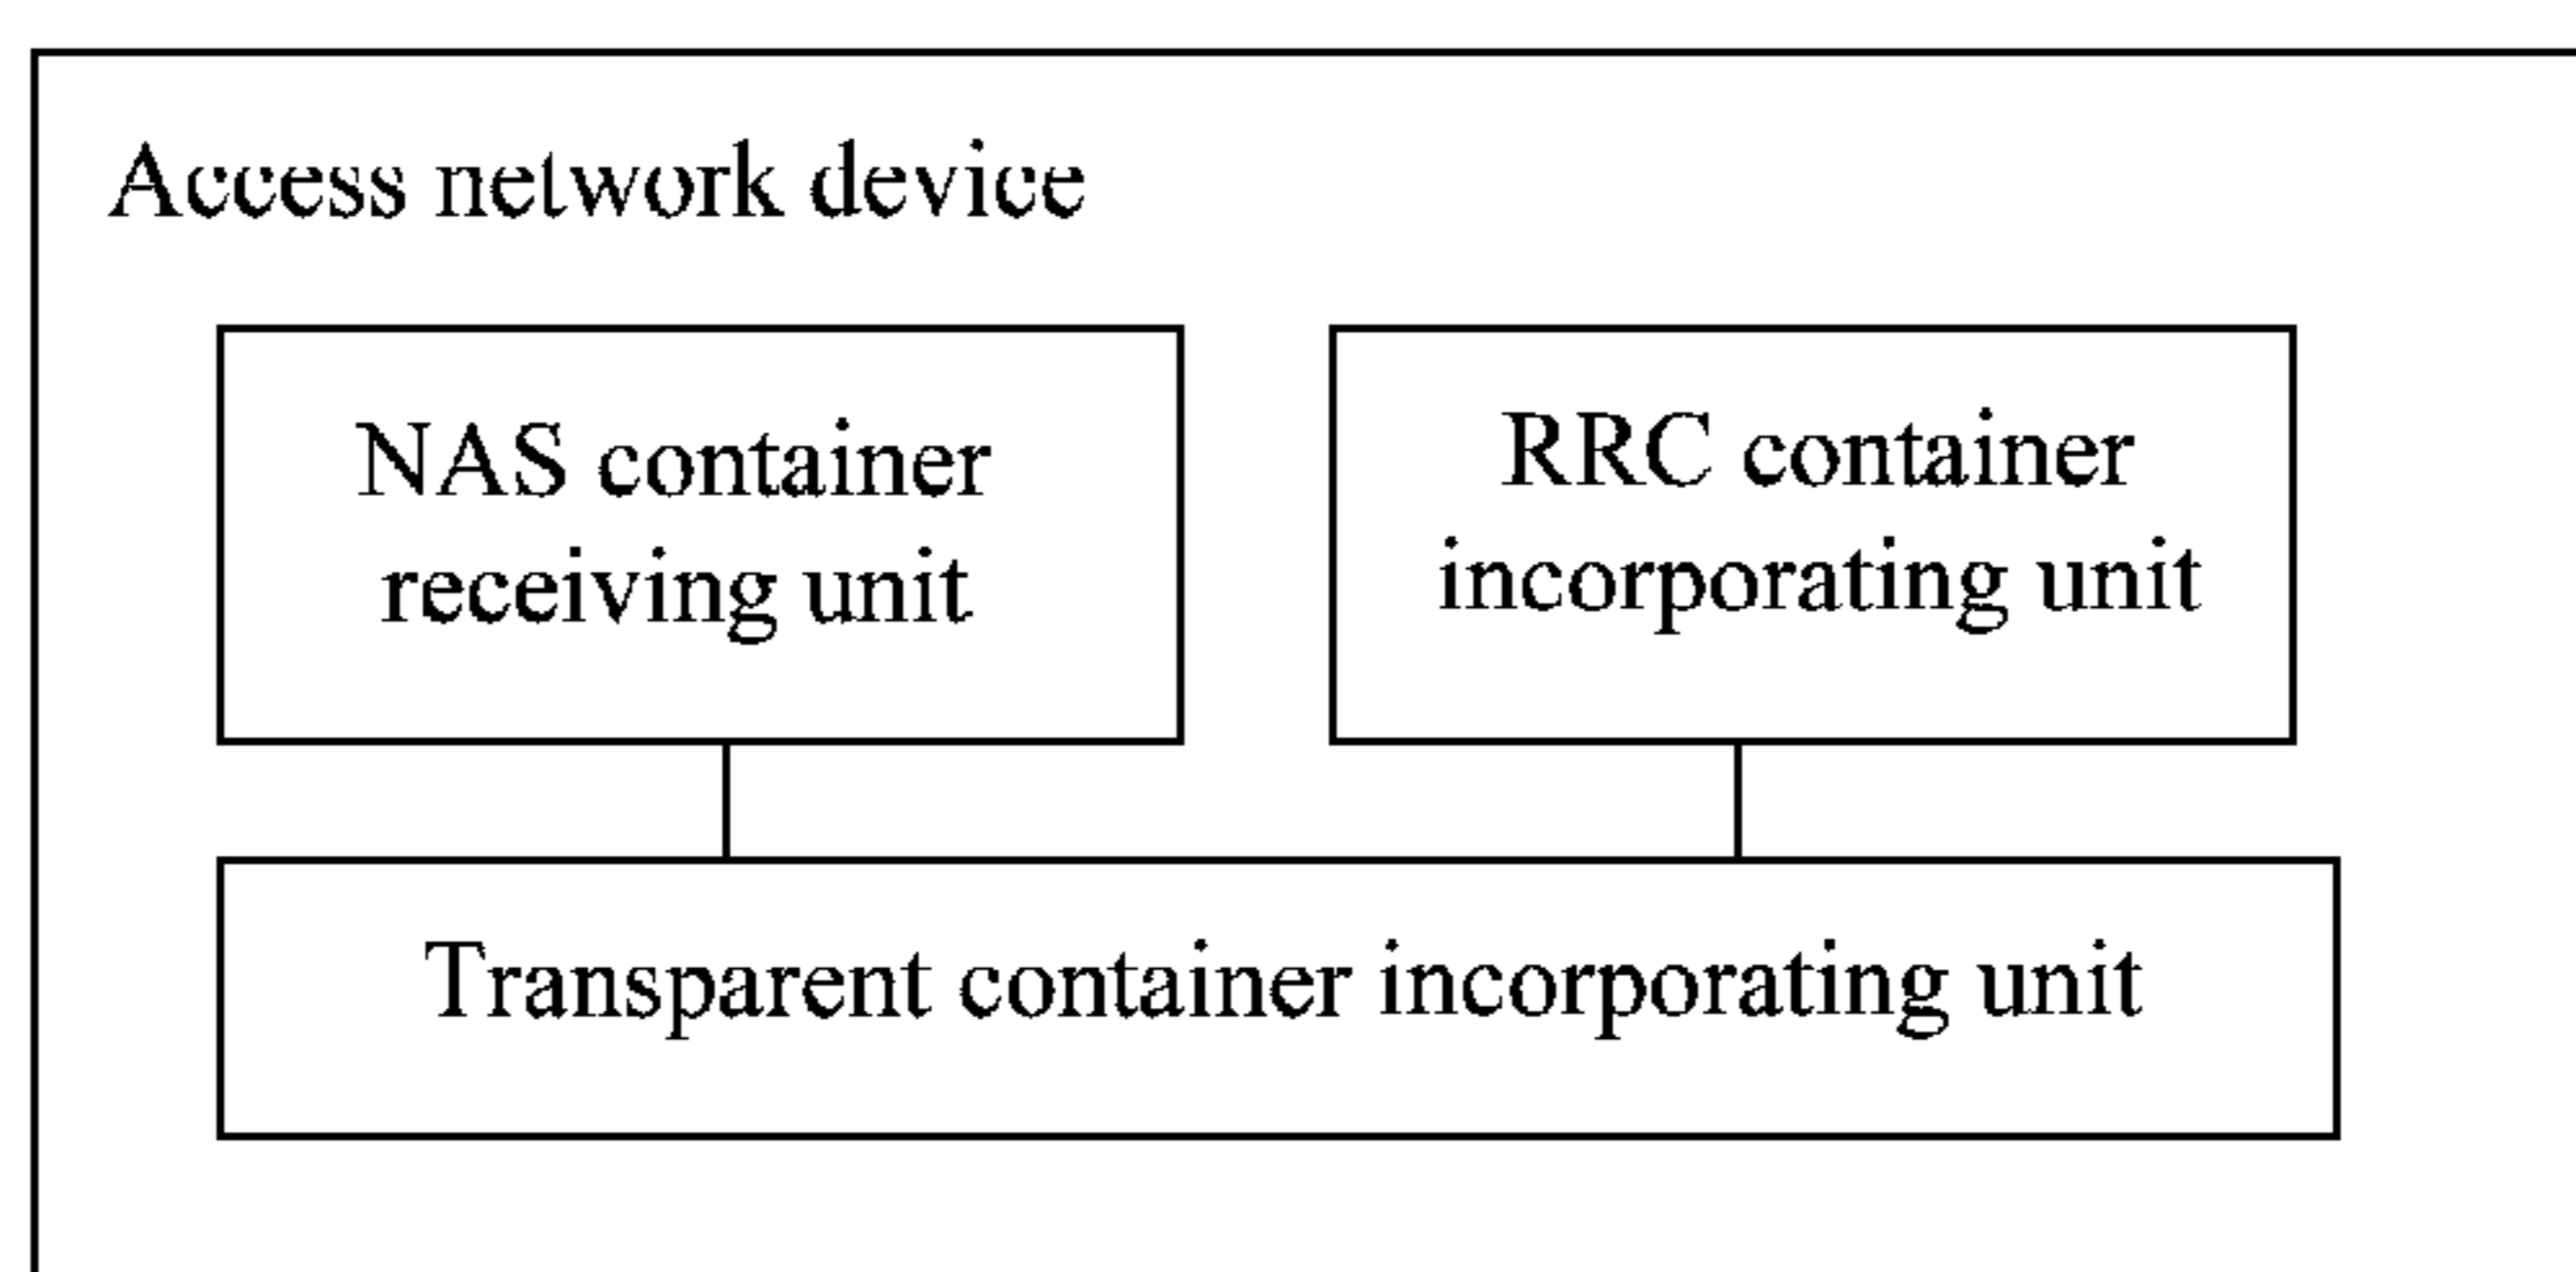 Access network device
NAS container
receiving unit
RRC container
incorporating unit
Transparent container incorporating unit